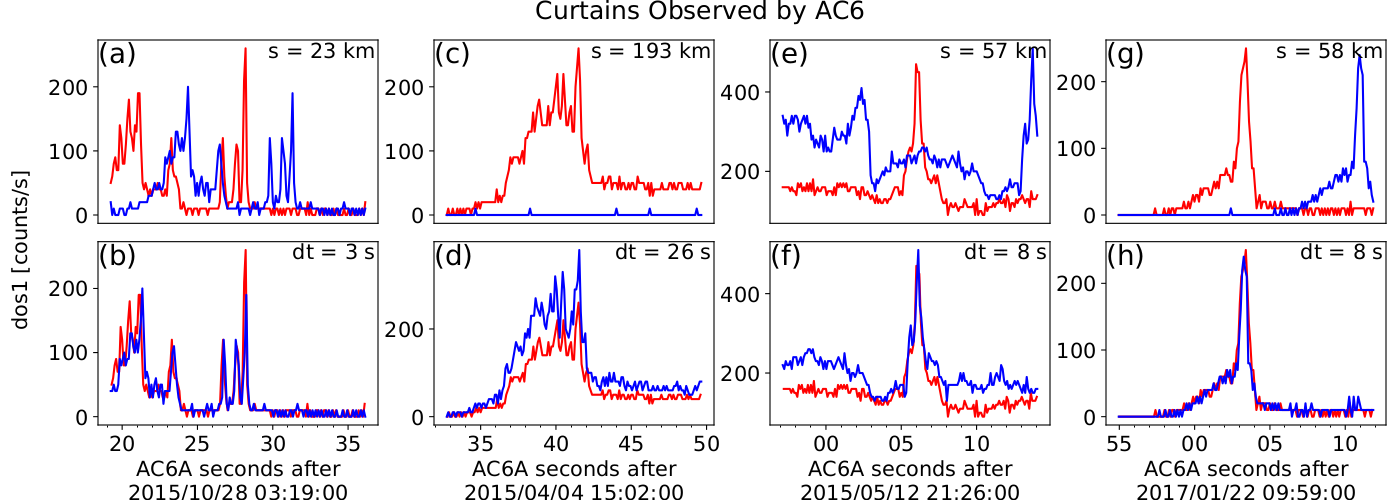 Curtains Observed by AC6
(a) s = 23 km
(c) s = 193 km
(e) s = 57 km
(g) s = 58 km
200
100
0
200
100
0
400
200
200
100
0
dos1 [counts/s]
(b) dt = 3 s
(d) dt = 26 s
(f) dt = 8 s
(h) dt = 8 s
200
100
0
200
0
400
200
200
100
0
20 25 30 35
35 40 45 50
00 05 10
55 00 05 10
AC6A seconds after
2015/10/28 03:19:00
AC6A seconds after
2015/04/04 15:02:00
AC6A seconds after
2015/05/12 21:26:00
AC6A seconds after
2017/01/22 09:59:00